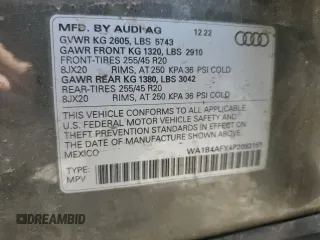 MFD. BY AUDI AG 12 22
GVWR KG 2605, LBS 5743
GAWR FRONT KG 1320, LBS 2910
FRONT-TIRES 255/45 R20
8JX20 RIMS, AT 250 KPA 36 PSI COLD
GAWR REAR KG 1380, LBS 3042
REAR-TIRES 255/45 R20
8JX20 RIMS, AT 250 KPA 36 PSI COLD
THIS VEHICLE CONFORMS TO ALL APPLICABLE
U.S. FEDERAL MOTOR VEHICLE SAFETY STANDARDS IN EFFECT ON
THE DATE OF MANUFACTURE SHOWN ABOVE.
MEXICO
TYPE:
MPV
DREAMBID